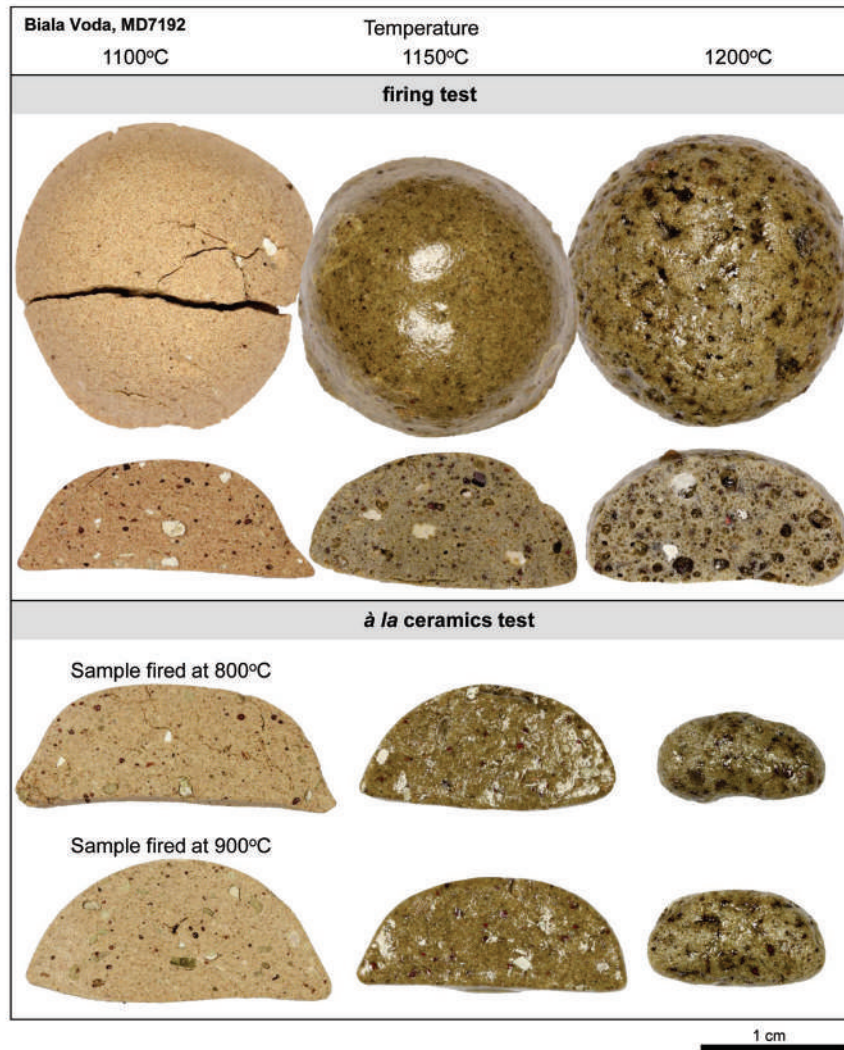 Biala Voda, MD7192
Temperature
1100ºC 1150ºC 1200ºC
firing test
à la ceramics test
Sample fired at 800ºC
Sample fired at 900ºC
1 cm